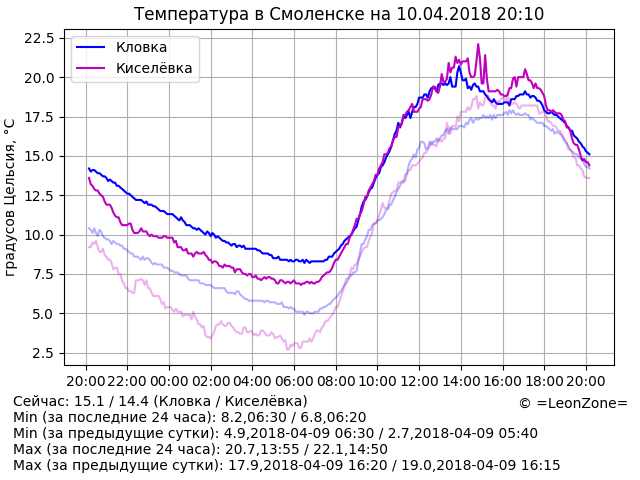 Температура в Смоленске на 10.04.2018 20:10
градусов Цельсия, °C
22.5
20.0
17.5
15.0
12.5
10.0
7.5
5.0
2.5
Кловка
Киселёвка
20:00 22:00 00:00 02:00 04:00 06:00 08:00 10:00 12:00 14:00 16:00 18:00 20:00
Сейчас: 15.1 / 14.4 (Кловка / Киселёвка)
© =LeonZone=
Min (за последние 24 часа): 8.2,06:30 / 6.8,06:20
Min (за предыдущие сутки): 4.9,2018-04-09 06:30 / 2.7,2018-04-09 05:40
Max (за последние 24 часа): 20.7,13:55 / 22.1,14:50
Max (за предыдущие сутки): 17.9,2018-04-09 16:20 / 19.0,2018-04-09 16:15